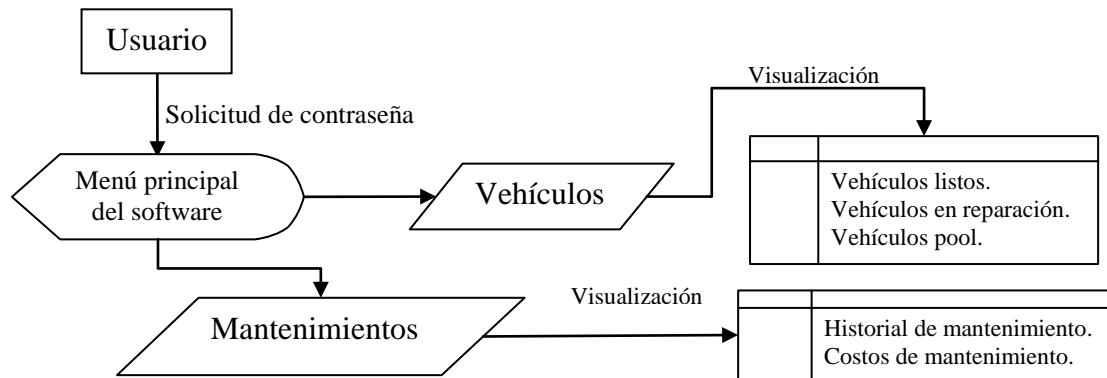 Usuario
Solicitud de contraseña
Menú principal
del software
Vehículos
Visualización
Vehículos listos.
Vehículos en reparación.
Vehículos pool.
Mantenimientos
Visualización
Historial de mantenimiento.
Costos de mantenimiento.